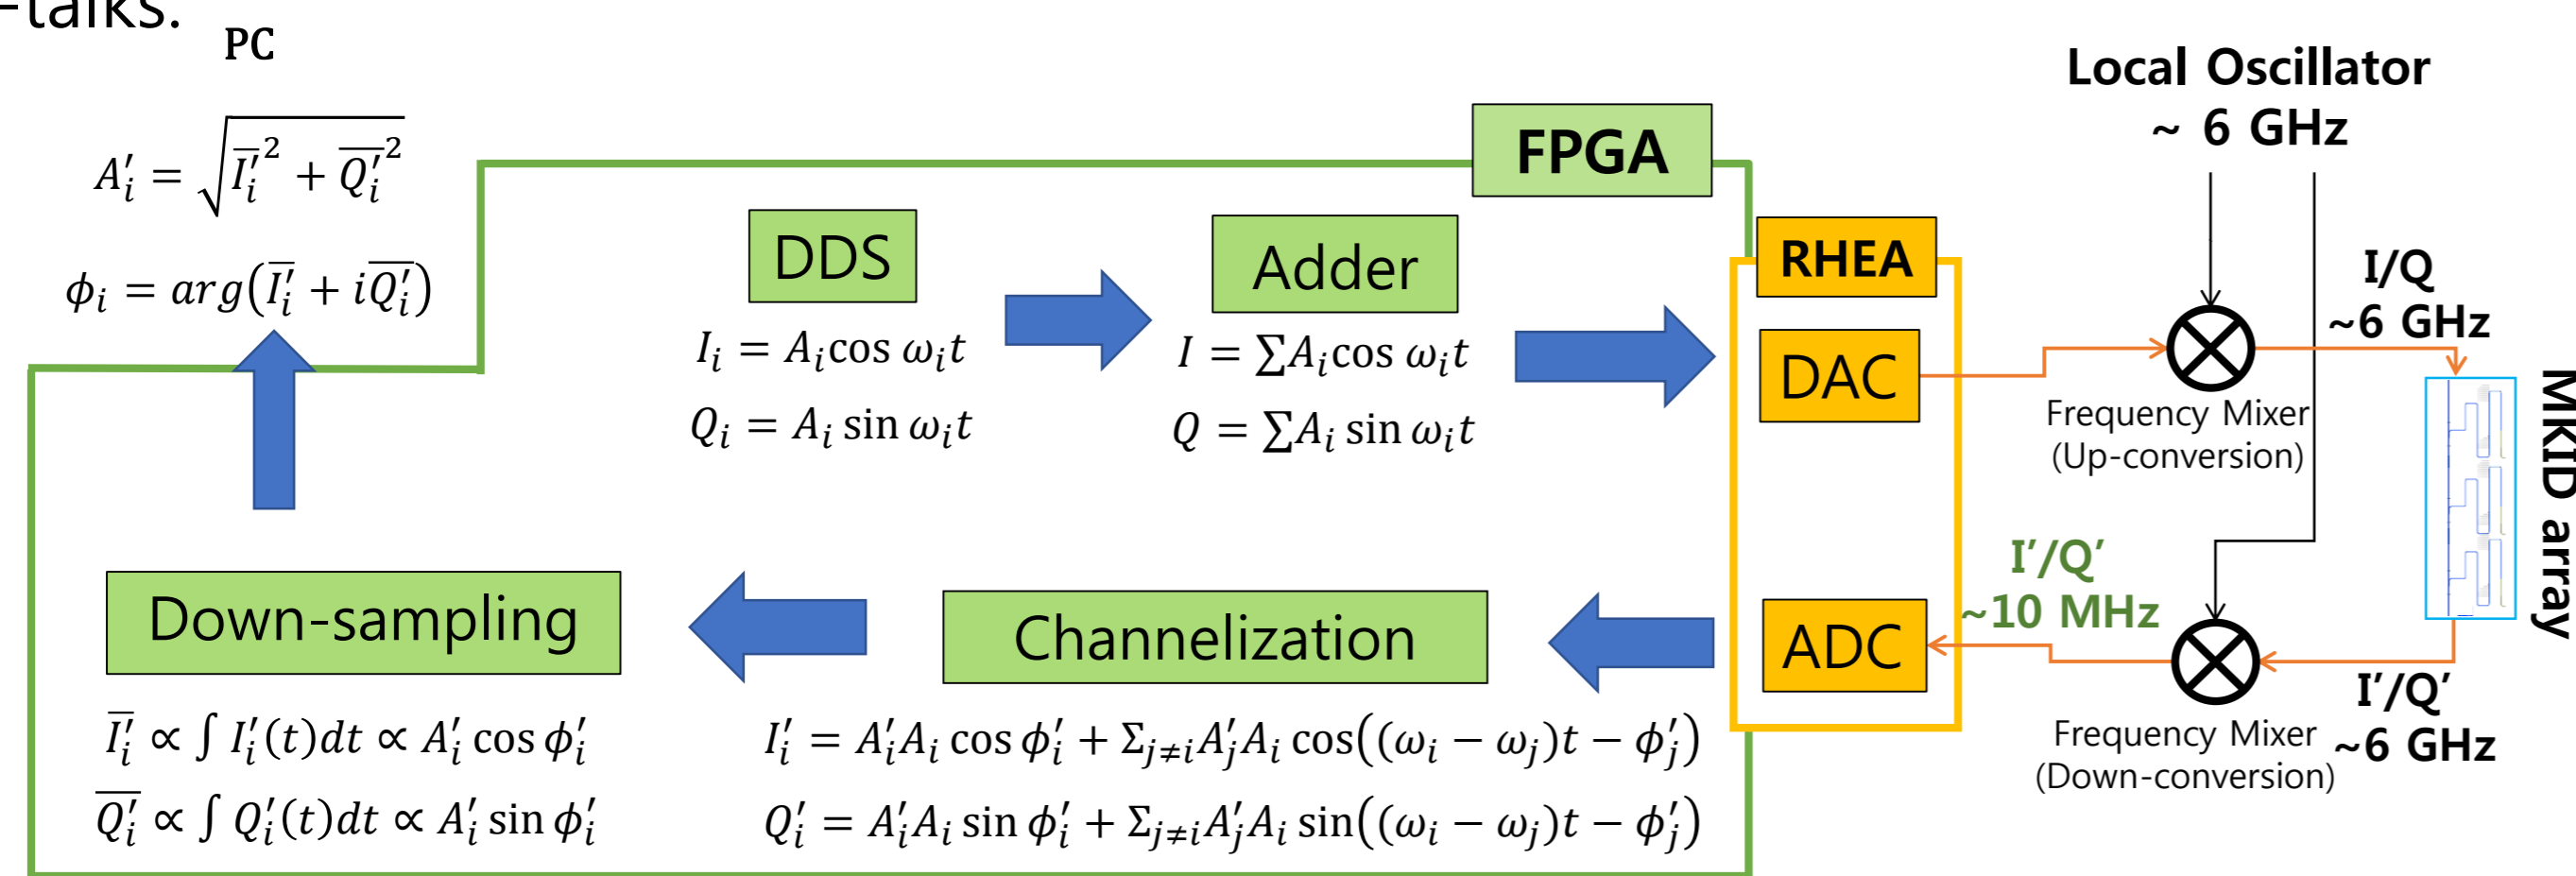 -talks.
PC
A′ᵢ = √(I̅′ᵢ² + Q̅′ᵢ²)
ϕᵢ = arg(I̅′ᵢ + iQ̅′ᵢ)
FPGA
DDS
Iᵢ = Aᵢcos ωᵢt
Qᵢ = Aᵢ sin ωᵢt
Adder
I = ∑Aᵢcos ωᵢt
Q = ∑Aᵢ sin ωᵢt
RHEA
DAC
ADC
Local Oscillator
~ 6 GHz
I/Q
~6 GHz
Frequency Mixer
(Up-conversion)
MKID array
I’/Q’
~10 MHz
I’/Q’
~6 GHz
Frequency Mixer
(Down-conversion)
Channelization
I′ᵢ = A′ᵢAᵢ cos ϕ′ᵢ + Σⱼ≠ᵢA′ⱼAᵢ cos((ωᵢ − ωⱼ)t − ϕ′ⱼ)
Q′ᵢ = A′ᵢAᵢ sin ϕ′ᵢ + Σⱼ≠ᵢA′ⱼAᵢ sin((ωᵢ − ωⱼ)t − ϕ′ⱼ)
Down-sampling
I̅′ᵢ ∝ ∫ I′ᵢ(t)dt ∝ A′ᵢ cos ϕ′ᵢ
Q̅′ᵢ ∝ ∫ Q′ᵢ(t)dt ∝ A′ᵢ sin ϕ′ᵢ